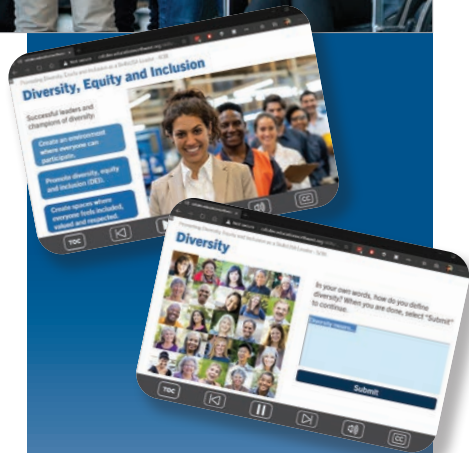 Diversity, Equity and Inclusion
Successful leaders and
champions of diversity:
Create an environment
where everyone can
participate.
Promote diversity, equity
and inclusion (DEI).
Create spaces where
everyone feels included,
valued and respected.
TOC
CC
Diversity
In your own words, how do you define
diversity? When you are done, select "Submit"
to continue.
Diversity means...
Submit
TOC
CC